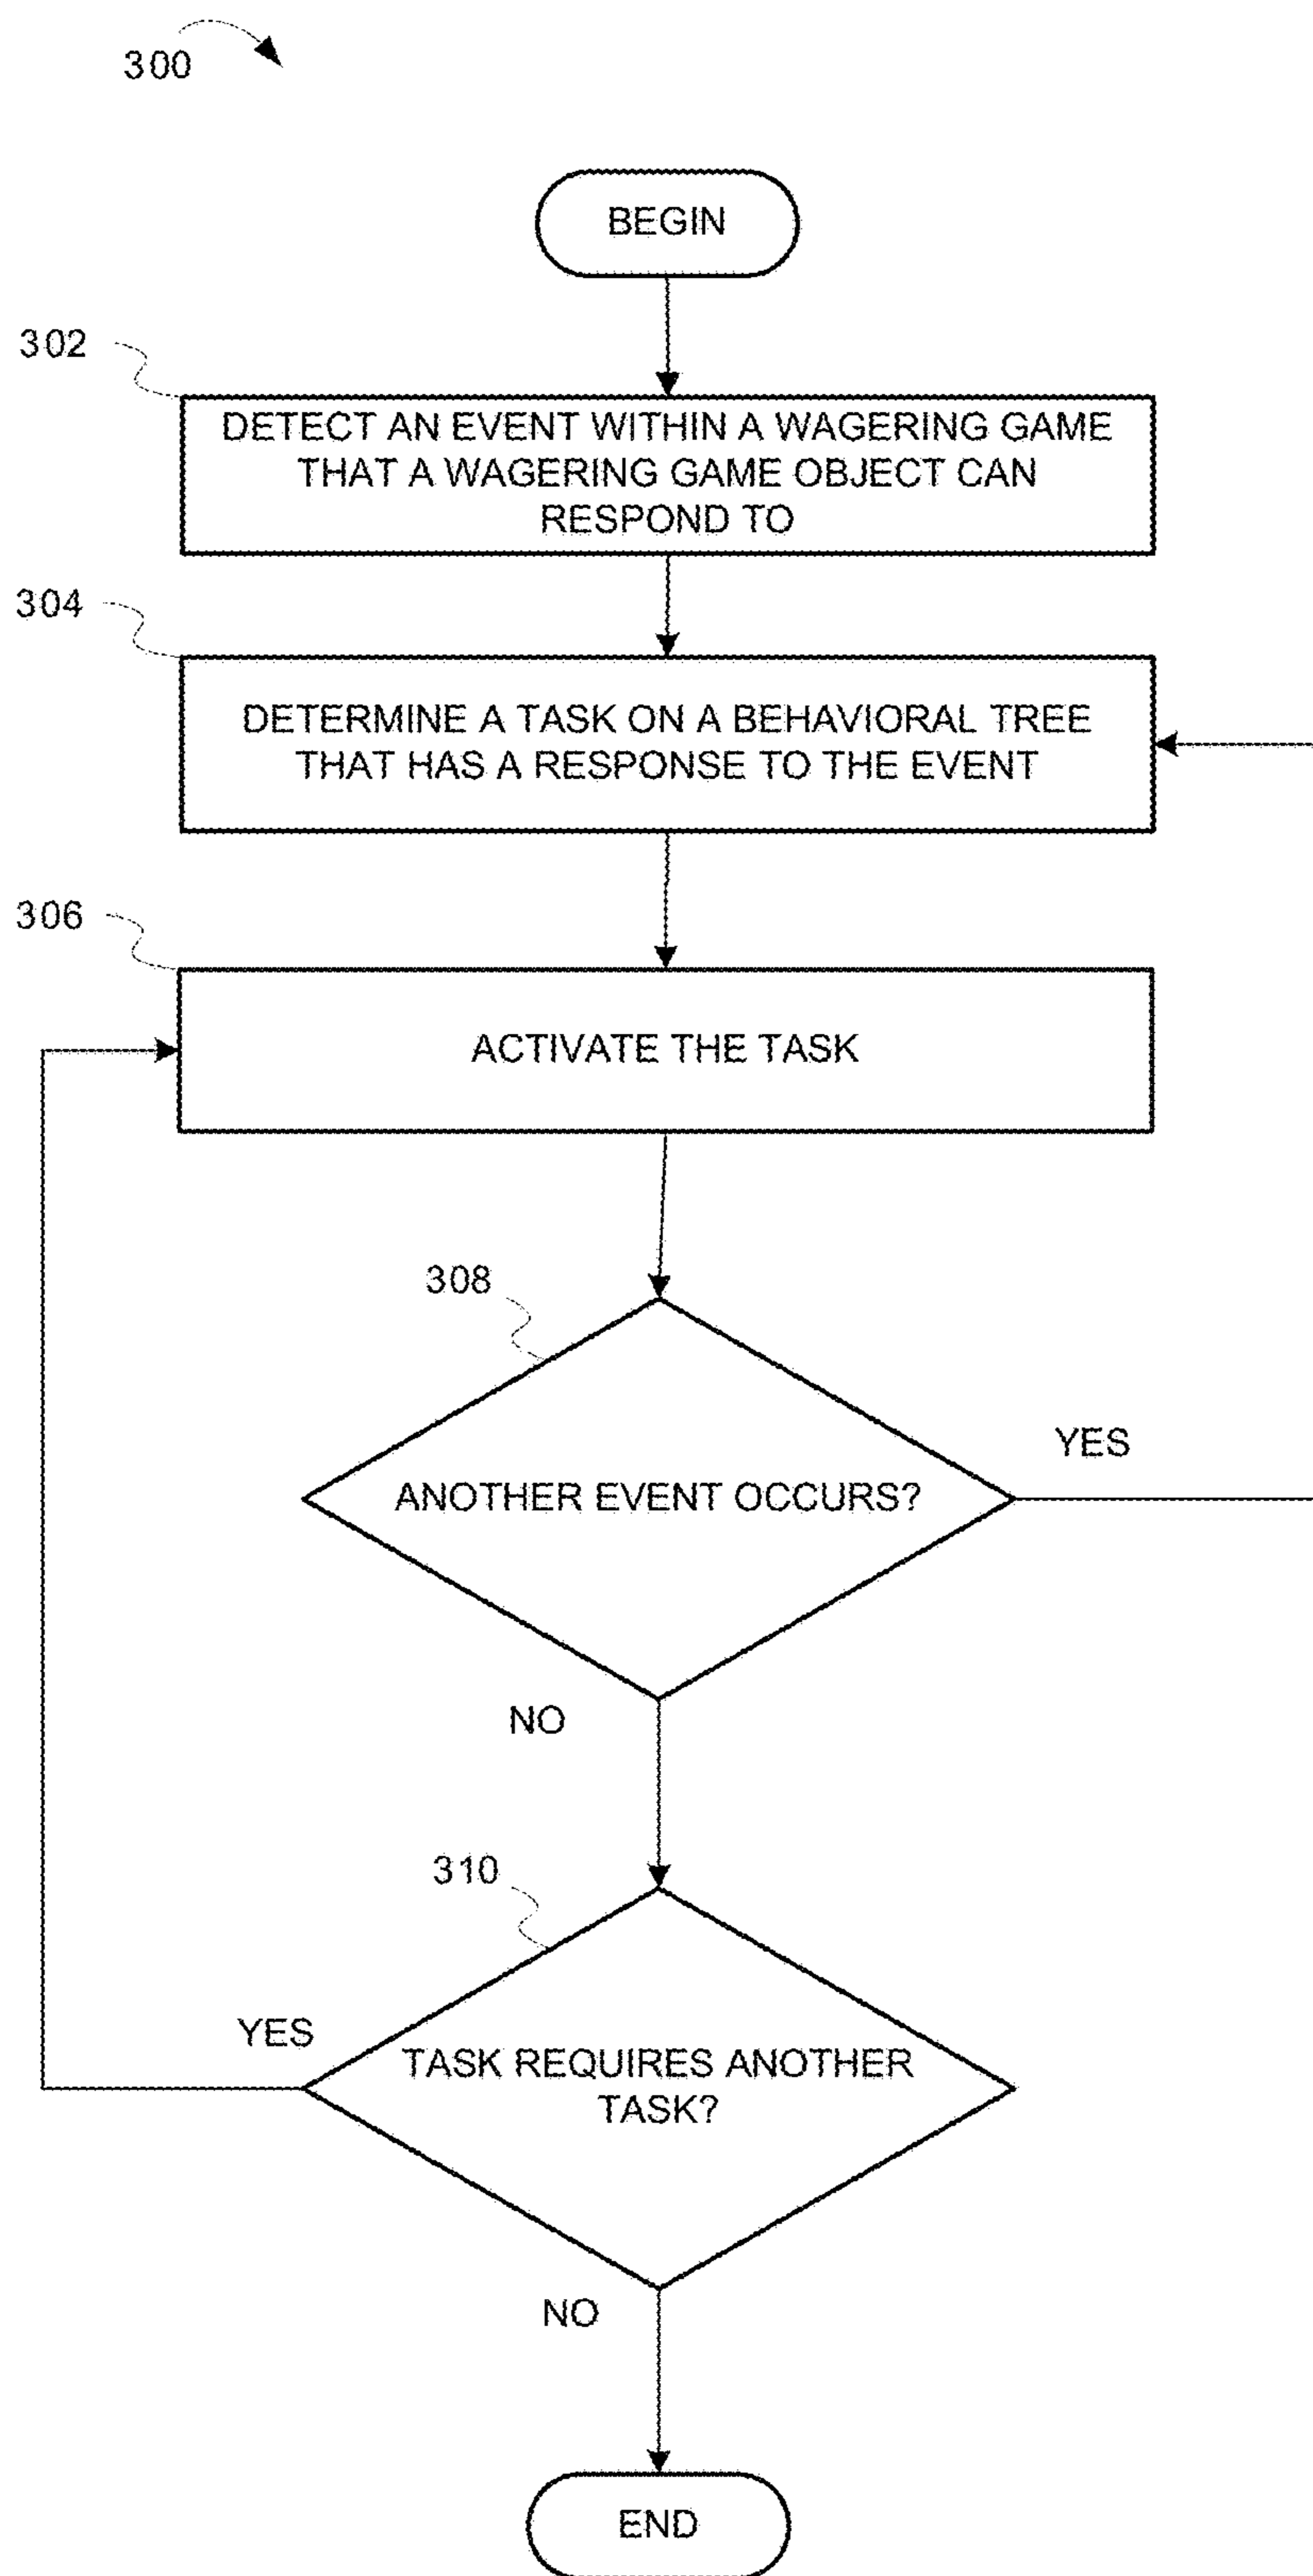 300
BEGIN
302
DETECT AN EVENT WITHIN A WAGERING GAME
THAT A WAGERING GAME OBJECT CAN
RESPOND TO
304
DETERMINE A TASK ON A BEHAVIORAL TREE
THAT HAS A RESPONSE TO THE EVENT
306
ACTIVATE THE TASK
308
YES
ANOTHER EVENT OCCURS?
NO
310
YES
TASK REQUIRES ANOTHER
TASK?
NO
END